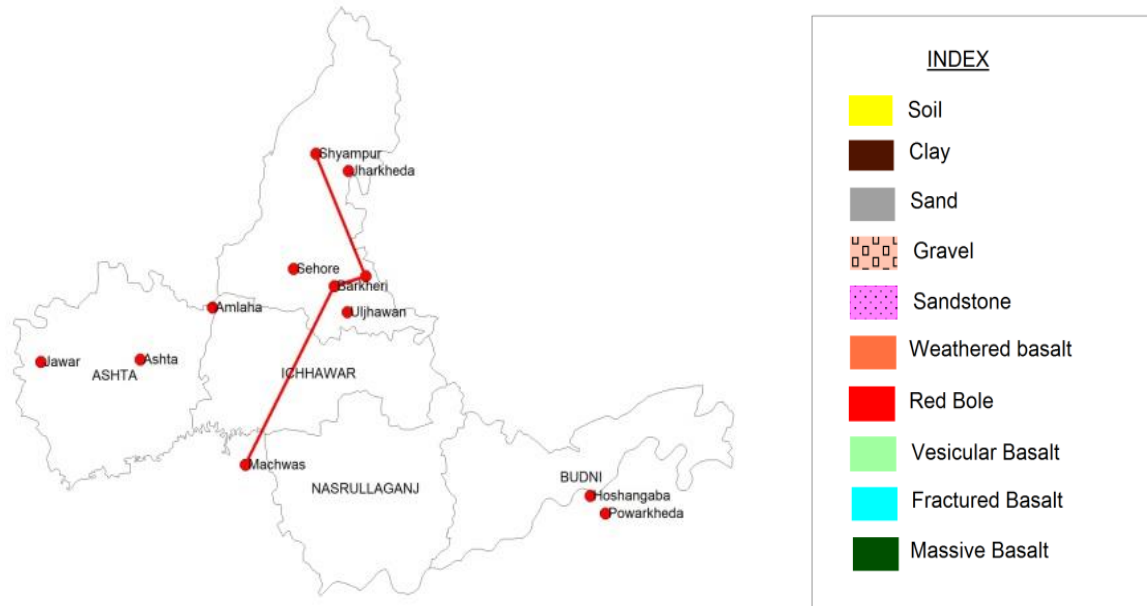 Shyampur
Jharkheda
Sehore
Barkheri
Amlaha
Uljhawan
Jawar
Ashta
ASHTA
ICHHAWAR
Machwas
NASRULLAGANJ
BUDNI
Hoshangaba
Powarkheda
INDEX
Soil
Clay
Sand
Gravel
Sandstone
Weathered basalt
Red Bole
Vesicular Basalt
Fractured Basalt
Massive Basalt